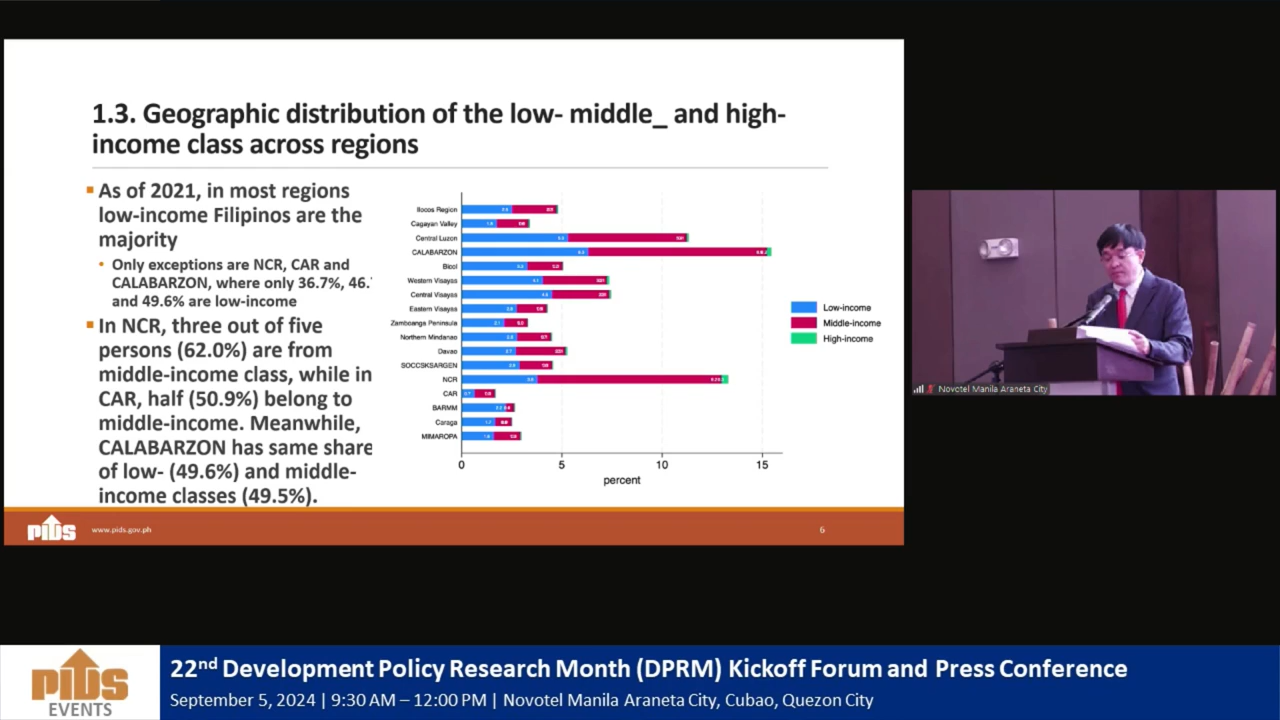 1.3. Geographic distribution of the low- middle_ and high-
income class across regions
As of 2021, in most regions
low-income Filipinos are the
majority
Only exceptions are NCR, CAR and
CALABARZON, where only 36.7%, 46.
and 49.6% are low-income
In NCR, three out of five
persons (62.0%) are from
middle-income class, while in
CAR, half (50.9%) belong to
middle-income. Meanwhile,
CALABARZON has same share
of low- (49.6%) and middle-
income classes (49.5%).
Ilocos Region
Cagayan Valley
Central Luzon
CALABARZON
Bicol
Western Visayas
Central Visayas
Eastern Visayas
Zamboanga Peninsula
Northern Mindanao
Davao
SOCCSKSARGEN
NCR
CAR
BARMM
Caraga
MIMAROPA
0 5 10 15
percent
Low-income
Middle-income
High-income
PIDS
www.pids.gov.ph
6
Novotel Manila Araneta City
PIDS
EVENTS
22nd Development Policy Research Month (DPRM) Kickoff Forum and Press Conference
September 5, 2024 | 9:30 AM – 12:00 PM | Novotel Manila Araneta City, Cubao, Quezon City